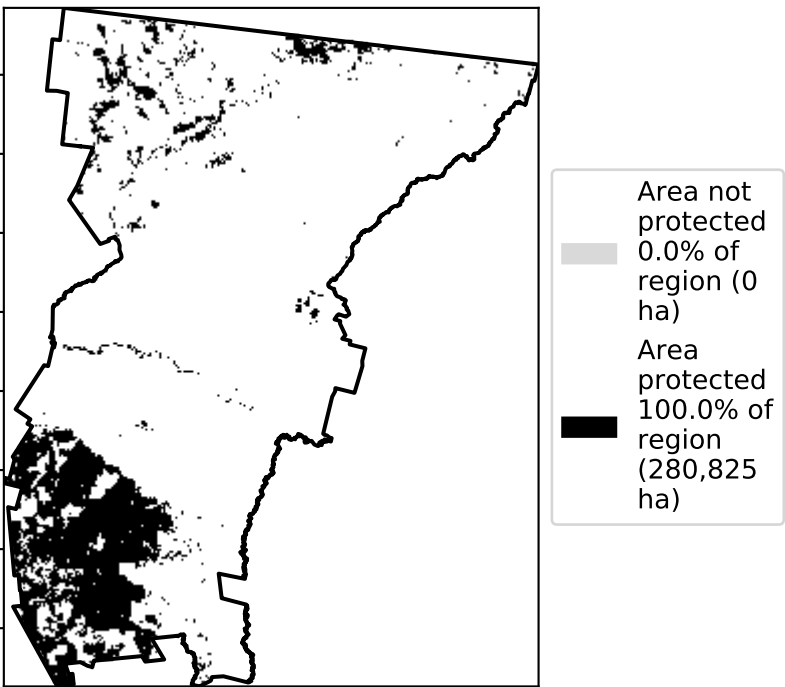 Area not
protected
0.0% of
region (0
ha)
Area
protected
100.0% of
region
(280,825
ha)